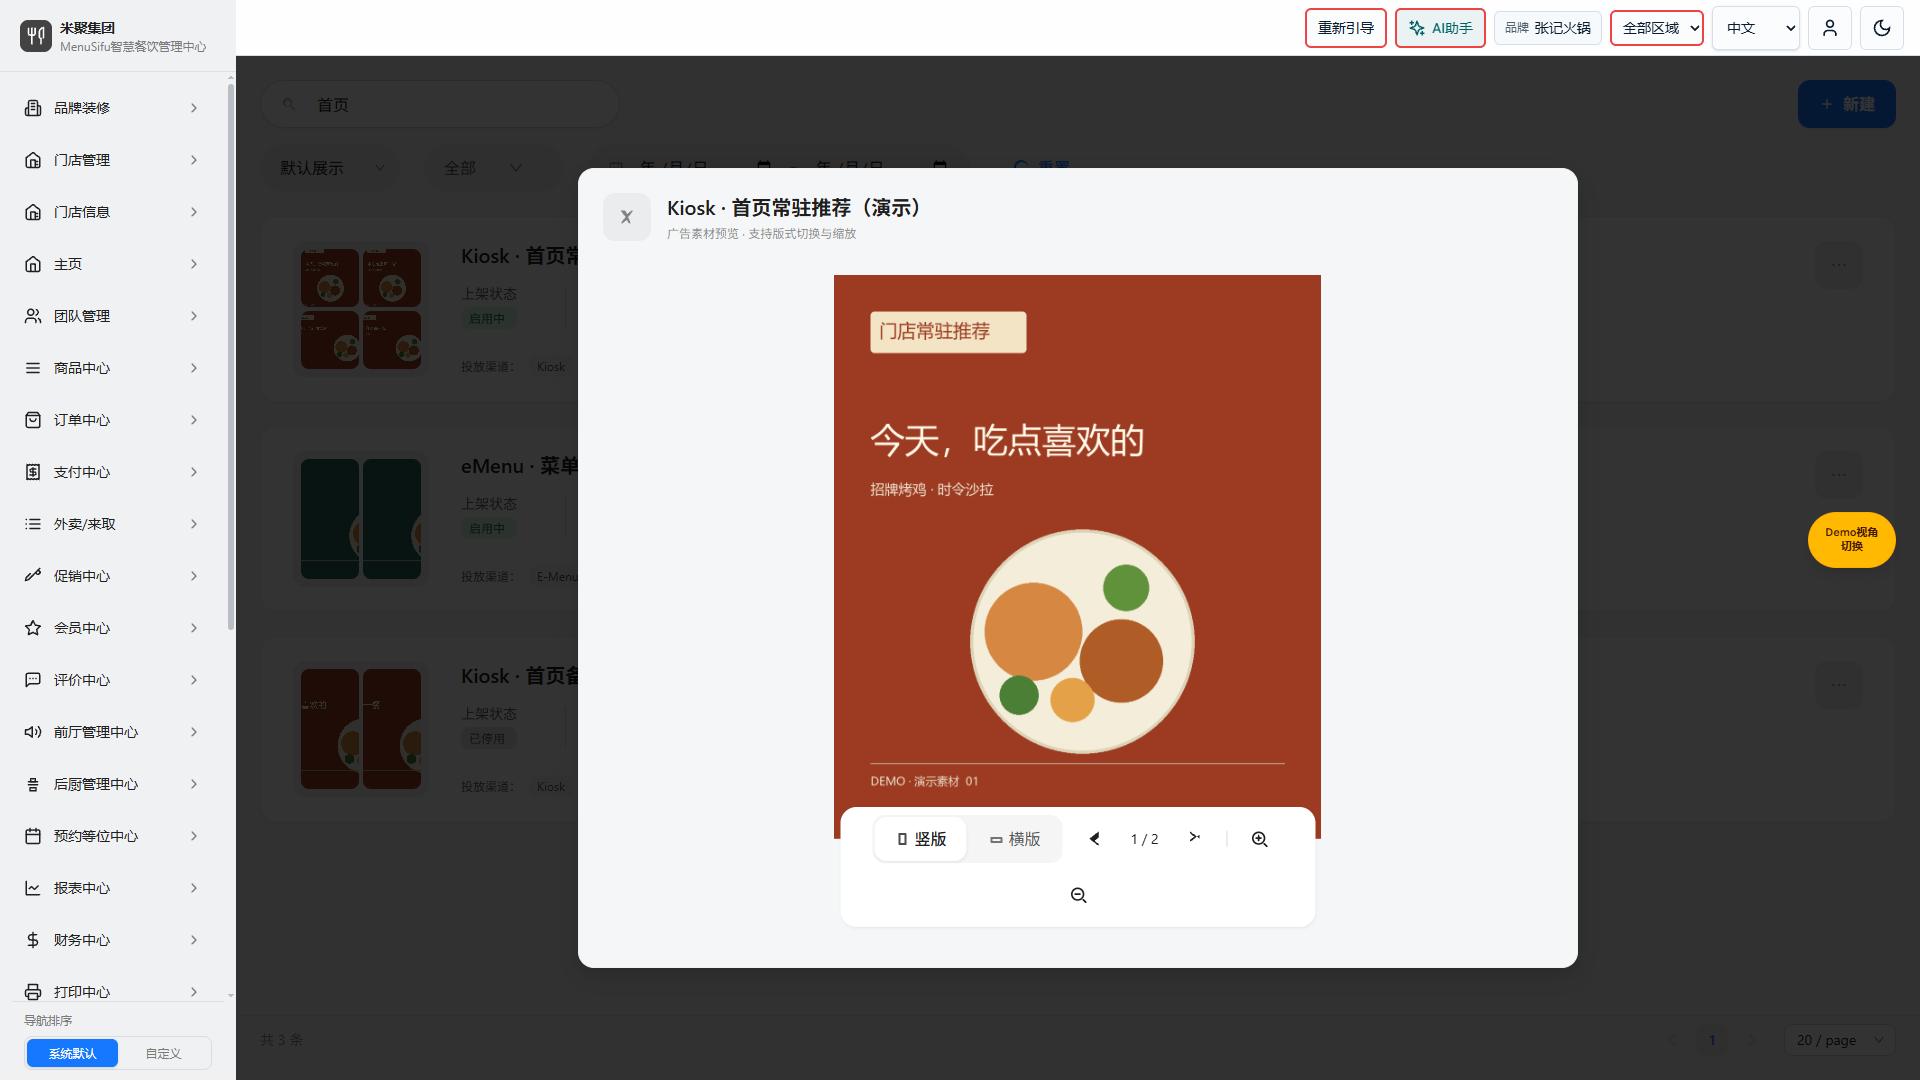 米聚集团
MenuSifu智慧餐饮管理中心
重新引导
AI助手
品牌 张记火锅
全部区域
中文
品牌装修
门店管理
门店信息
主页
团队管理
商品中心
订单中心
支付中心
外卖/来取
促销中心
会员中心
评价中心
前厅管理中心
后厨管理中心
预约等位中心
报表中心
财务中心
打印中心
导航排序
系统默认
自定义
首页
新建
默认展示
全部
年 /月/日
年 /月/日
重置
Kiosk · 首页常
上架状态
启用中
投放渠道：
Kiosk
eMenu · 菜单
上架状态
启用中
投放渠道：
E-Menu
Kiosk · 首页备
上架状态
已停用
投放渠道：
Kiosk
Kiosk · 首页常驻推荐（演示）
广告素材预览 · 支持版式切换与缩放
门店常驻推荐
今天，吃点喜欢的
招牌烤鸡 · 时令沙拉
DEMO · 演示素材 01
竖版
横版
1 / 2
Demo视角
切换
共 3 条
1
20 / page